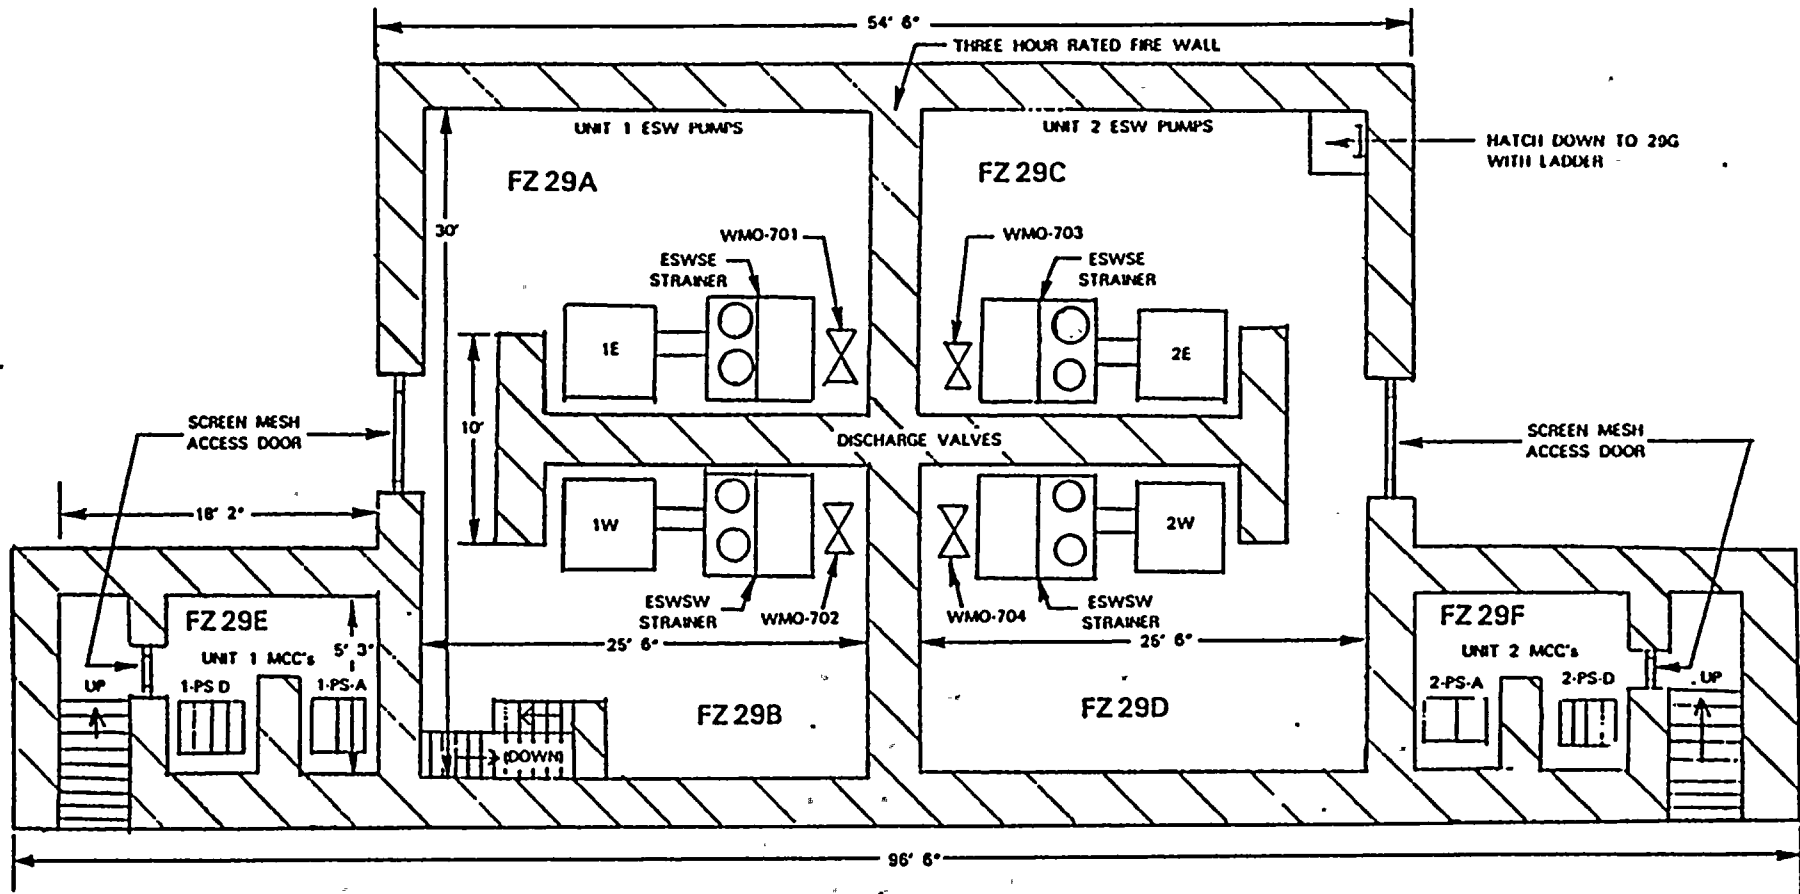 54' 6"
THREE HOUR RATED FIRE WALL
UNIT 1 ESW PUMPS
UNIT 2 ESW PUMPS
HATCH DOWN TO 29G
WITH LADDER
FZ 29A
FZ 29C
30'
WMO-701
WMO-703
ESWSE
STRAINER
ESWSE
STRAINER
1E
2E
10'
SCREEN MESH
ACCESS DOOR
DISCHARGE VALVES
SCREEN MESH
ACCESS DOOR
18' 2"
1W
2W
ESWSW
STRAINER
WMO-702
WMO-704
ESWSW
STRAINER
FZ 29E
FZ 29F
25' 6"
25' 6"
UNIT 1 MCC's
5' 3"
UNIT 2 MCC's
UP
1-PS D
1-PS-A
2-PS-A
2-PS-D
UP
FZ 29B
FZ 29D
(DOWN)
96' 6"